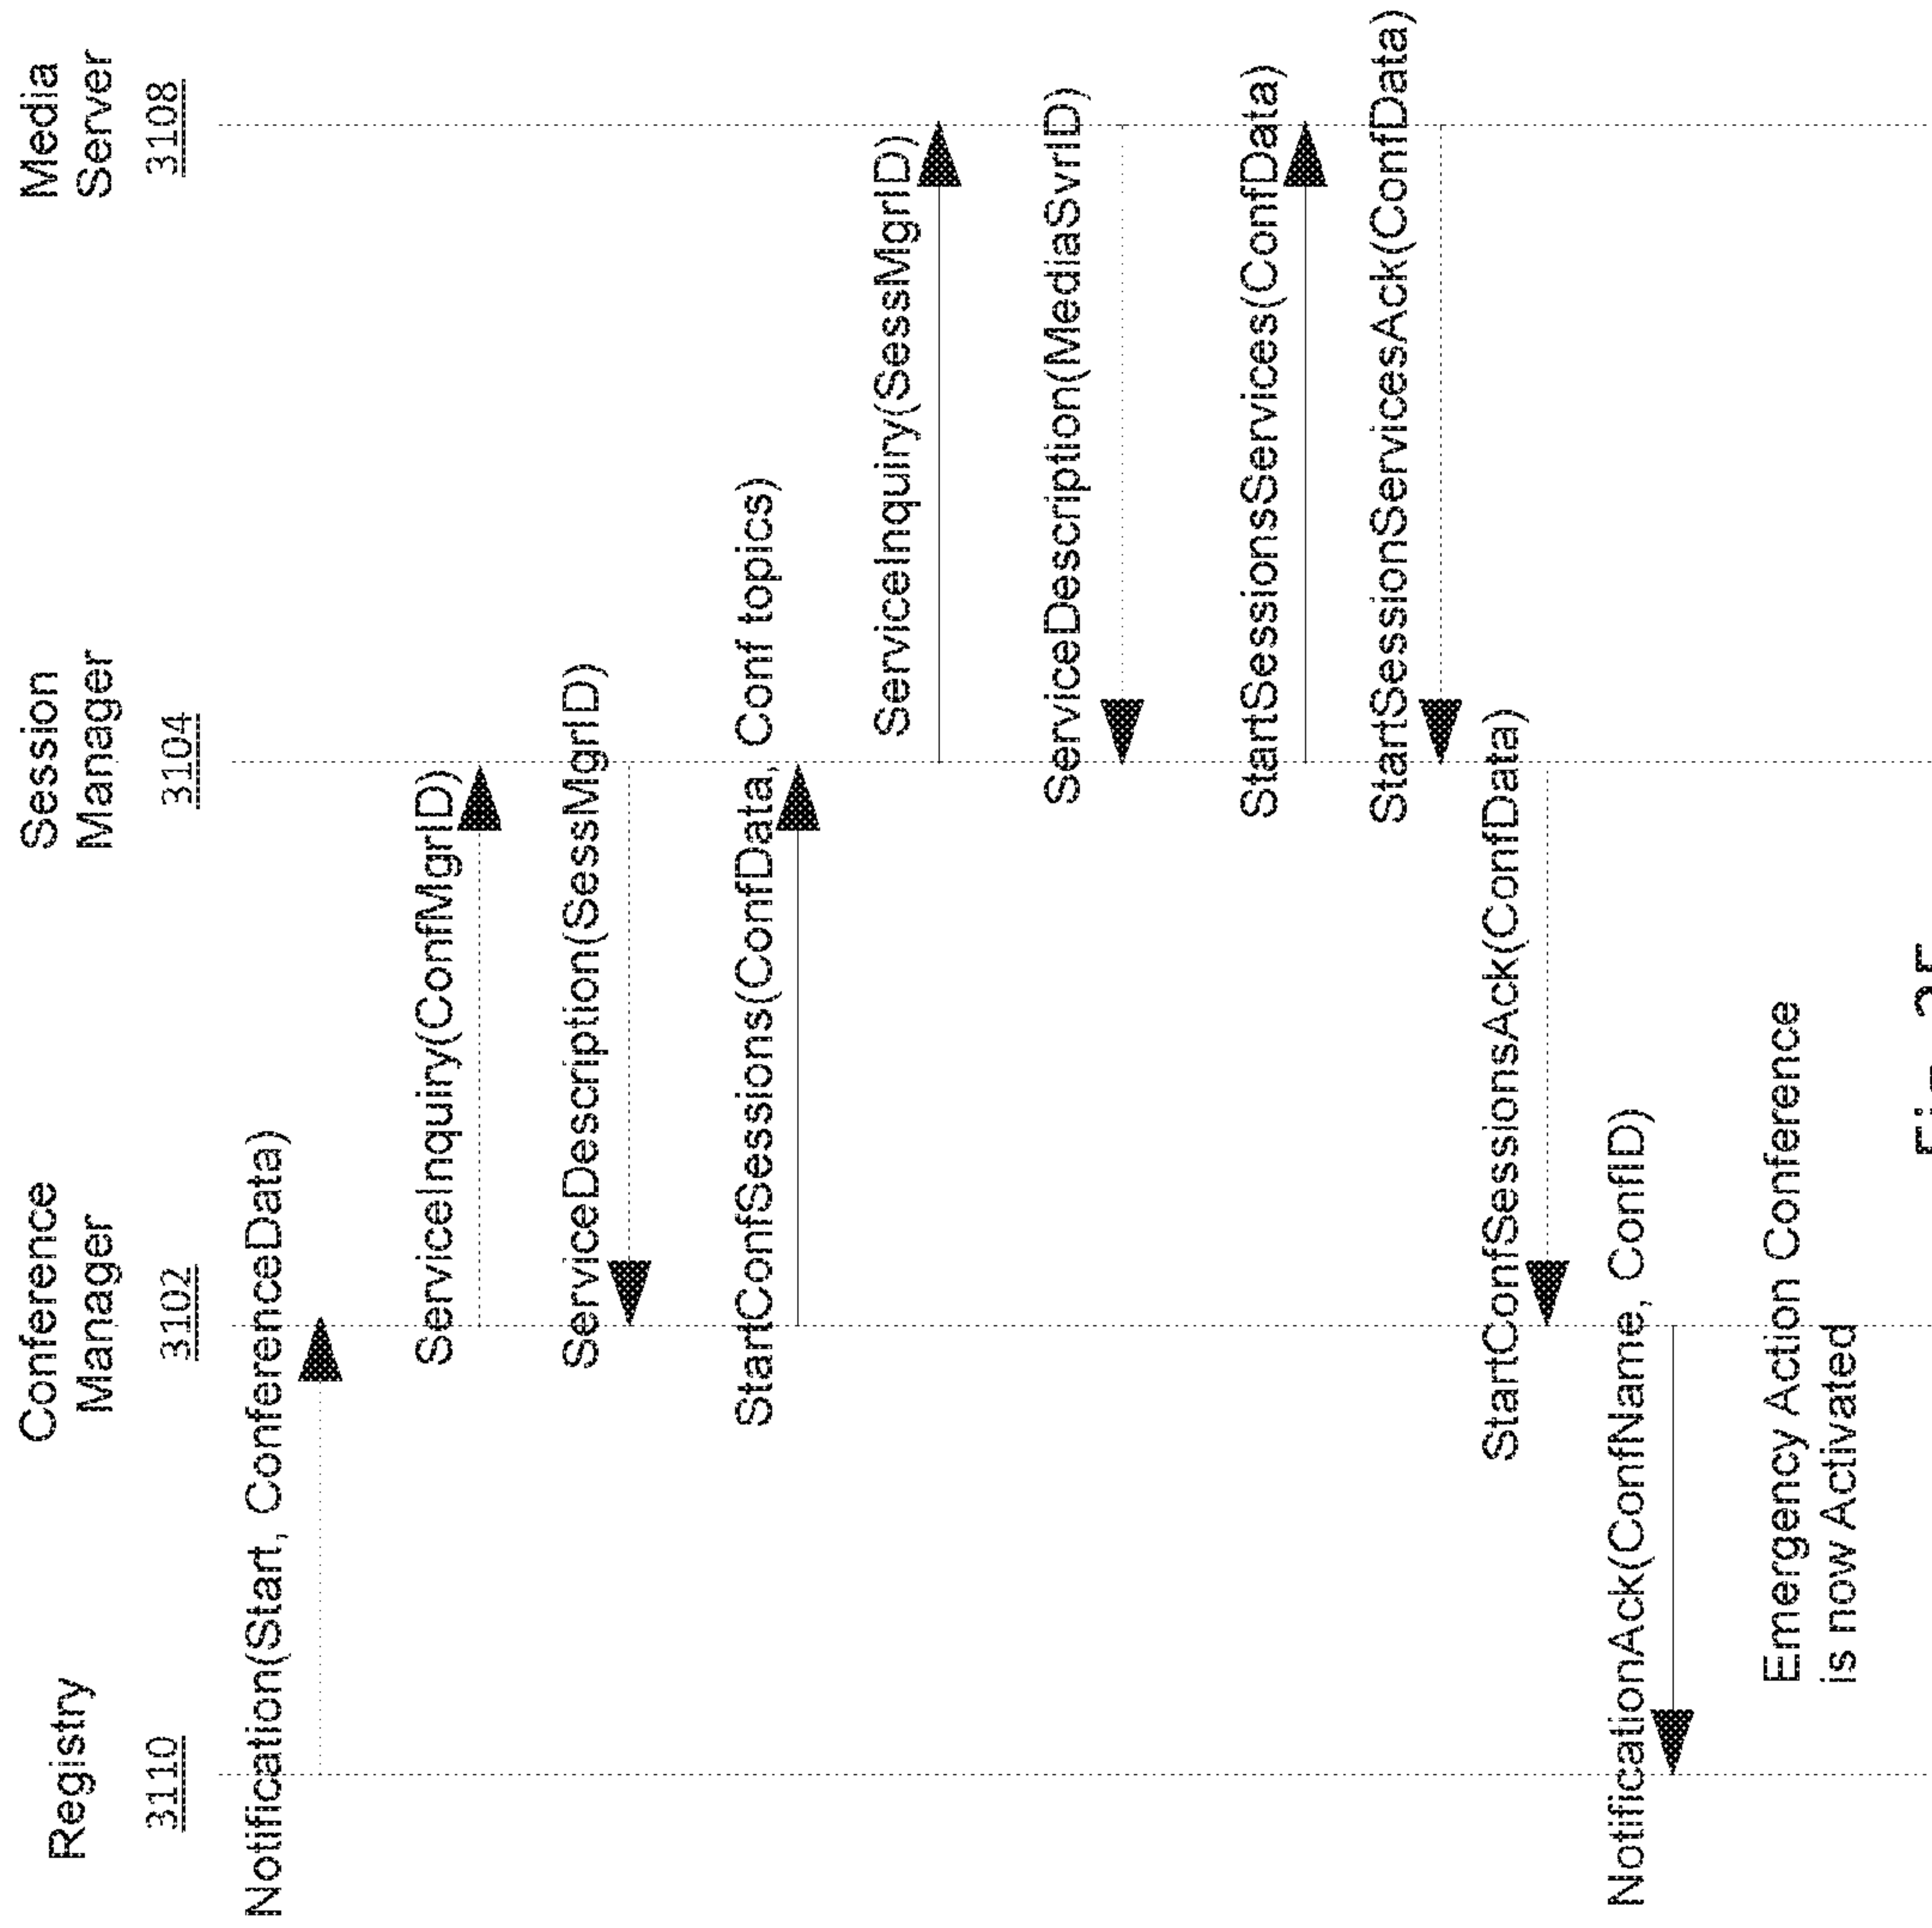 Registry
3110
Conference
Manager
3102
Session
Manager
3104
Media
Server
3108
Notification(Start, ConferenceData)
ServiceInquiry(ConfMgrID)
ServiceDescription(SessMgrID)
StartConfSessions(ConfData, Conf topics)
ServiceInquiry(SessMgrID)
ServiceDescription(MediaSvrID)
StartSessionsServices(ConfData)
StartSessionServicesAck(ConfData)
StartConfSessionsAck(ConfData)
NotificationAck(ConfName, ConfID)
Emergency Action Conference
is now Activated